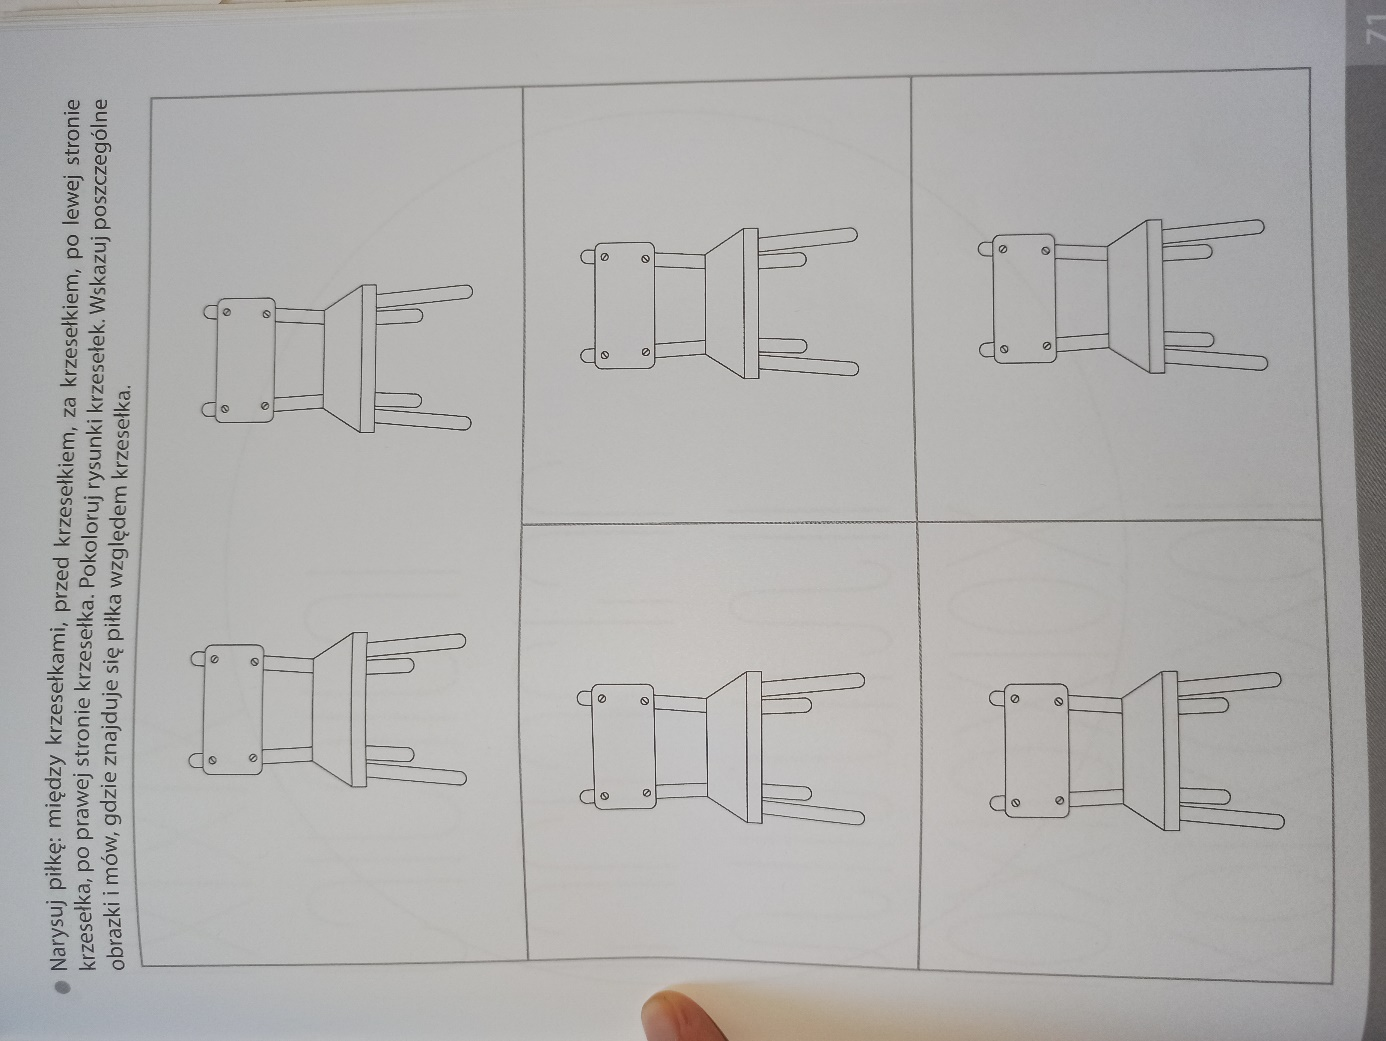 Narysuj piłkę: między krzesełkami, przed krzesełkiem, za krzesełkiem, po lewej stronie
krzesełka, po prawej stronie krzesełka. Pokoloruj rysunki krzesełek. Wskazuj poszczególne
obrazki i mów, gdzie znajduje się piłka względem krzesełka.
71